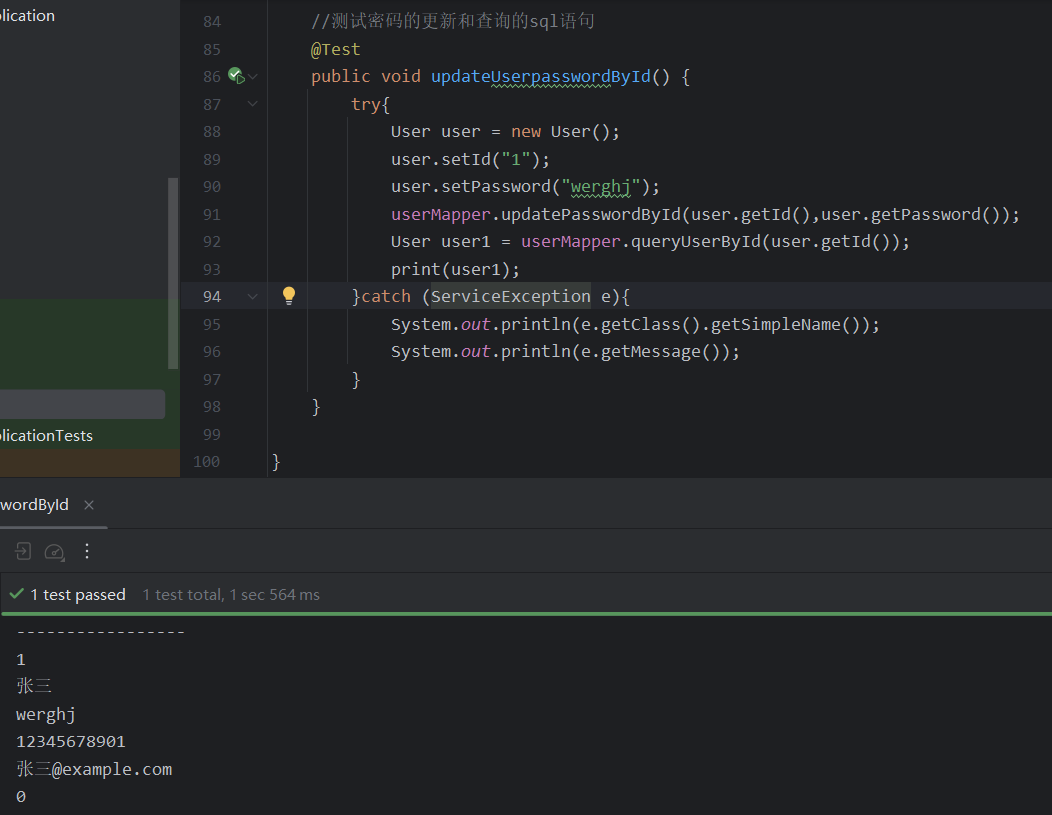 plication
84 //测试密码的更新和查询的sql语句
85 @Test
86 public void updateUserpasswordById() {
87 try{
88 User user = new User();
89 user.setId("1");
90 user.setPassword("werghj");
91 userMapper.updatePasswordById(user.getId(),user.getPassword());
92 User user1 = userMapper.queryUserById(user.getId());
93 print(user1);
94 }catch (ServiceException e){
95 System.out.println(e.getClass().getSimpleName());
96 System.out.println(e.getMessage());
97 }
98 }
99
100 }
plicationTests
wordById
1 test passed 1 test total, 1 sec 564 ms
-----------------
1
张三
werghj
12345678901
张三@example.com
0